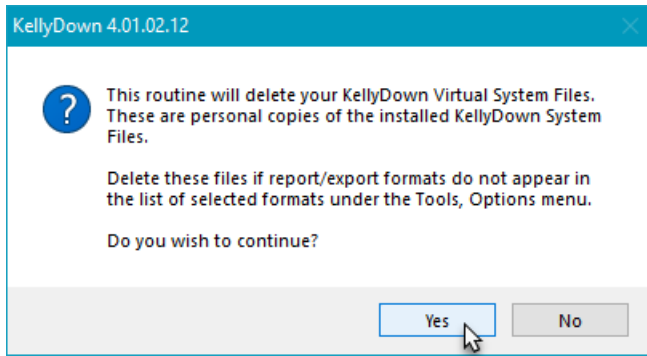 KellyDown 4.01.02.12
This routine will delete your KellyDown Virtual System Files.
These are personal copies of the installed KellyDown System
Files.
Delete these files if report/export formats do not appear in
the list of selected formats under the Tools, Options menu.
Do you wish to continue?
Yes
No